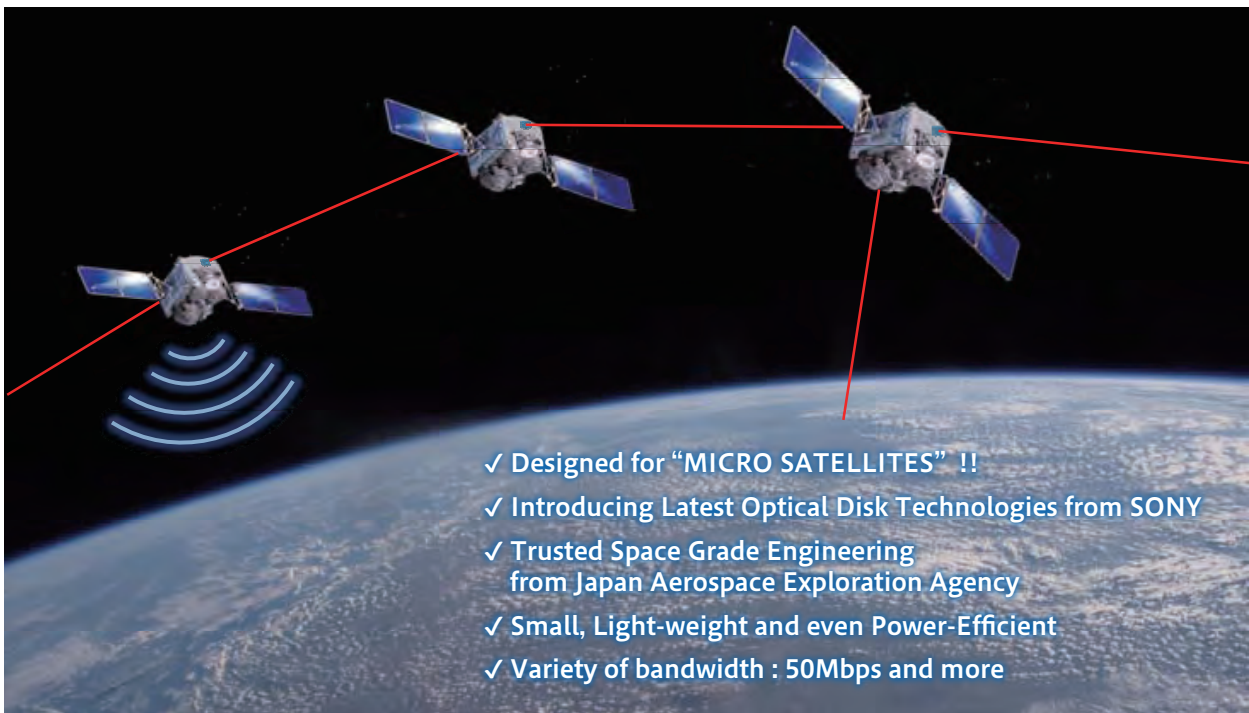 ✓ Designed for “MICRO SATELLITES” !!
✓ Introducing Latest Optical Disk Technologies from SONY
✓ Trusted Space Grade Engineering
from Japan Aerospace Exploration Agency
✓ Small, Light-weight and even Power-Efficient
✓ Variety of bandwidth : 50Mbps and more